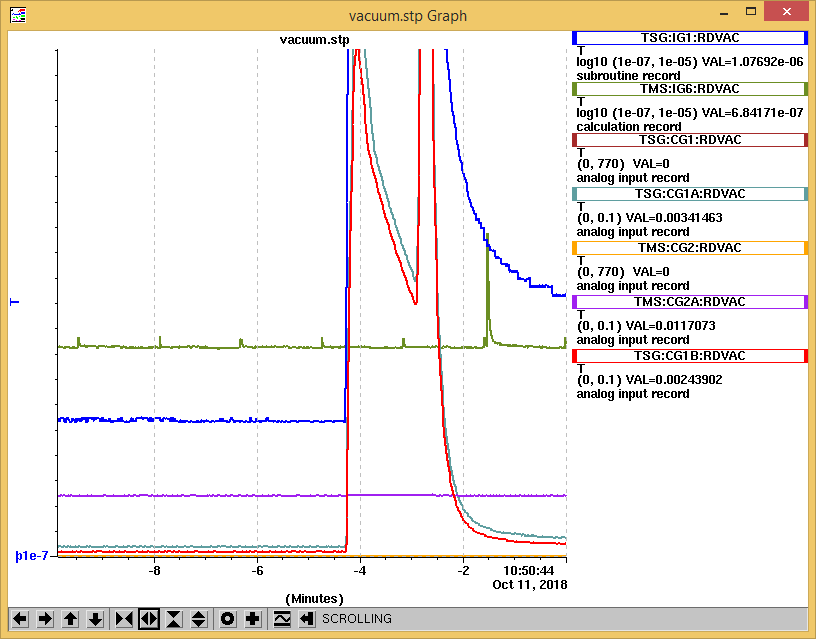 vacuum.stp Graph
vacuum.stp
TSG:IG1:RDVAC
T
log10 (1e-07, 1e-05) VAL=1.07692e-06
subroutine record
TMS:IG6:RDVAC
T
log10 (1e-07, 1e-05) VAL=6.84171e-07
calculation record
TSG:CG1:RDVAC
T
(0, 770) VAL=0
analog input record
TSG:CG1A:RDVAC
T
(0, 0.1) VAL=0.00341463
analog input record
TMS:CG2:RDVAC
T
(0, 770) VAL=0
analog input record
TMS:CG2A:RDVAC
T
(0, 0.1) VAL=0.0117073
analog input record
TSG:CG1B:RDVAC
T
(0, 0.1) VAL=0.00243902
analog input record
T
1e-7
-8 -6 -4 -2 10:50:44
Oct 11, 2018
(Minutes)
SCROLLING